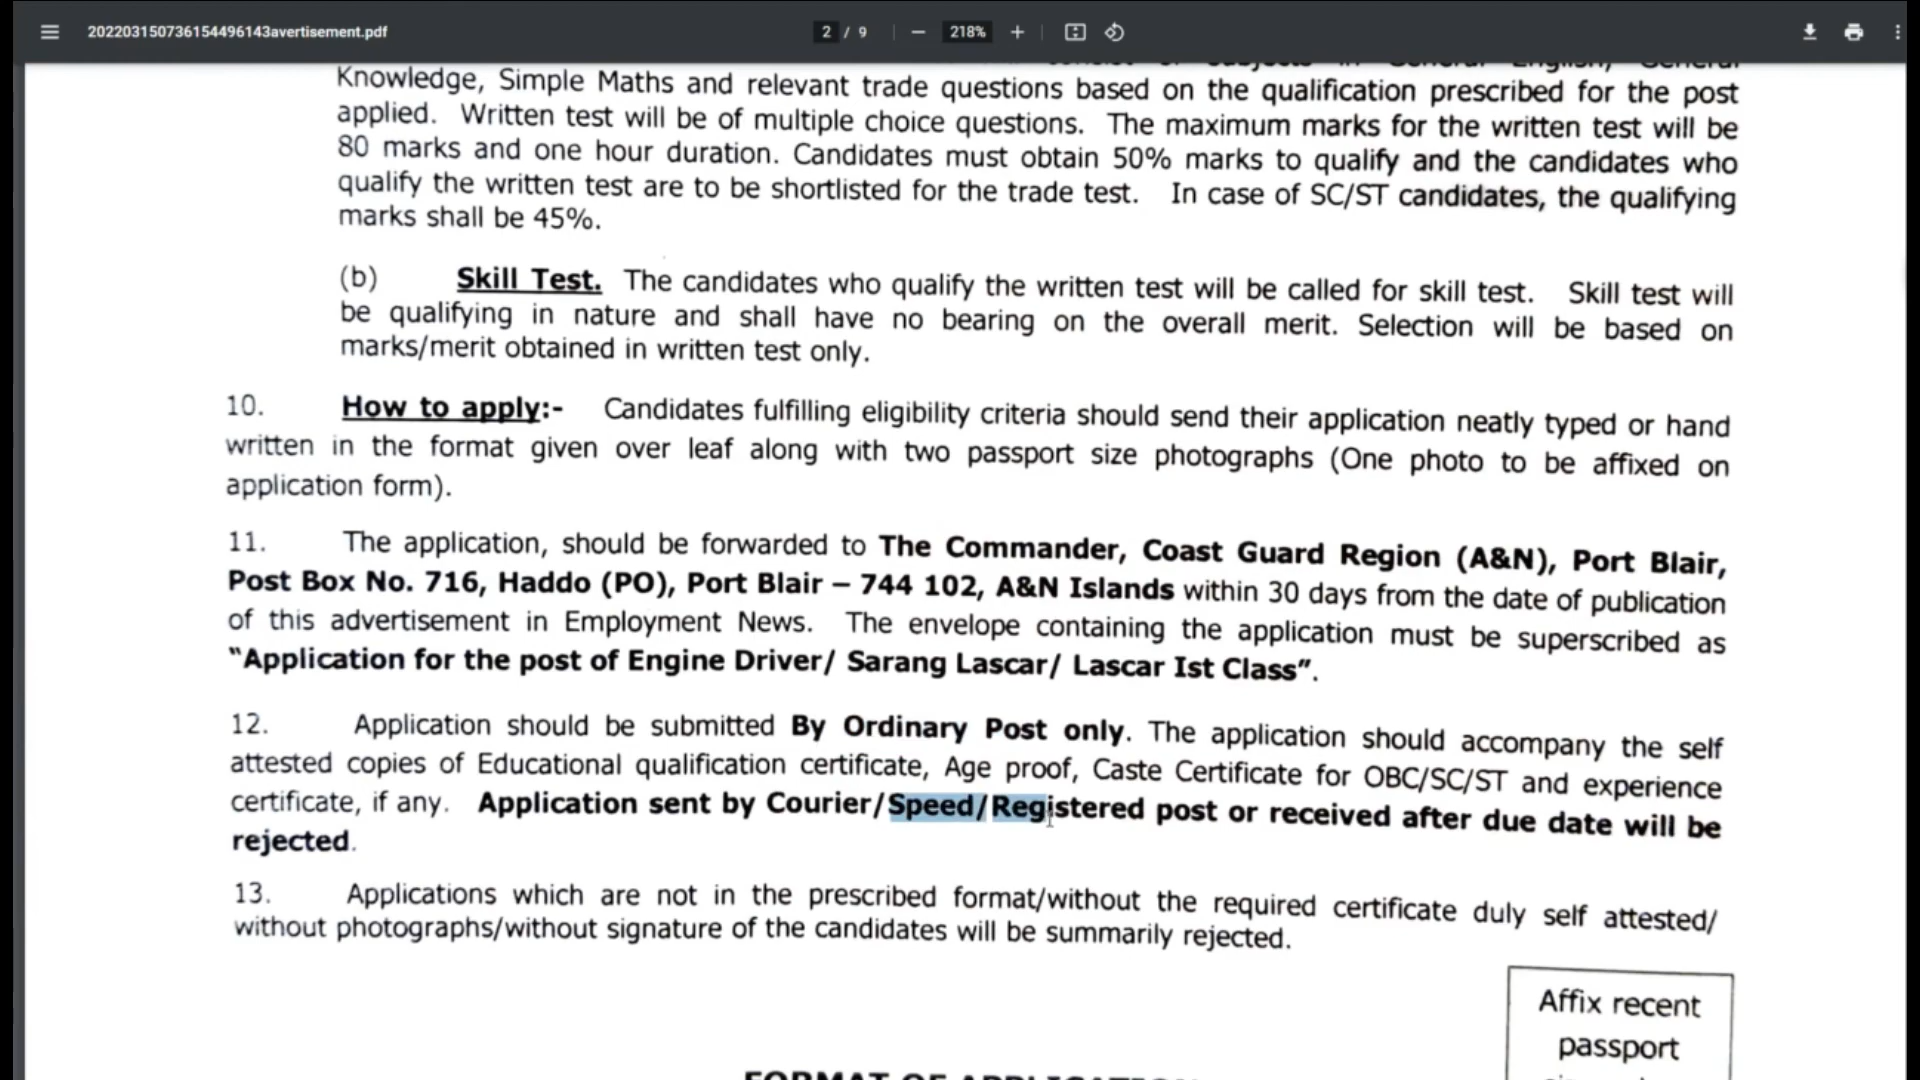 202203150736154496143avertisement.pdf
2 / 9
218%
Knowledge, Simple Maths and relevant trade questions based on the qualification prescribed for the post
applied. Written test will be of multiple choice questions. The maximum marks for the written test will be
80 marks and one hour duration. Candidates must obtain 50% marks to qualify and the candidates who
qualify the written test are to be shortlisted for the trade test. In case of SC/ST candidates, the qualifying
marks shall be 45%.
(b) Skill Test. The candidates who qualify the written test will be called for skill test. Skill test will
be qualifying in nature and shall have no bearing on the overall merit. Selection will be based on
marks/merit obtained in written test only.
10. How to apply:- Candidates fulfilling eligibility criteria should send their application neatly typed or hand
written in the format given over leaf along with two passport size photographs (One photo to be affixed on
application form).
11. The application, should be forwarded to The Commander, Coast Guard Region (A&N), Port Blair,
Post Box No. 716, Haddo (PO), Port Blair – 744 102, A&N Islands within 30 days from the date of publication
of this advertisement in Employment News. The envelope containing the application must be superscribed as
“Application for the post of Engine Driver/ Sarang Lascar/ Lascar Ist Class”.
12. Application should be submitted By Ordinary Post only. The application should accompany the self
attested copies of Educational qualification certificate, Age proof, Caste Certificate for OBC/SC/ST and experience
certificate, if any. Application sent by Courier/Speed/Registered post or received after due date will be
rejected.
13. Applications which are not in the prescribed format/without the required certificate duly self attested/
without photographs/without signature of the candidates will be summarily rejected.
Affix recent
passport
FORMAT OF APPLICATION